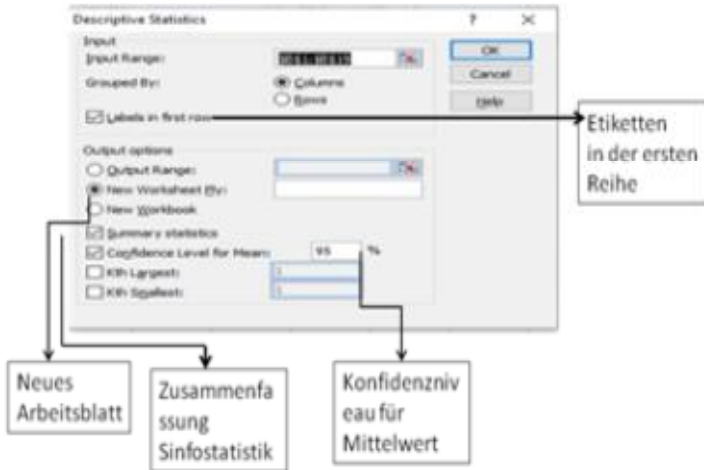 Descriptive Statistics ? ×
Input
Input Range:
OK
Grouped By: Columns
Cancel
Rows
Help
Labels in first row
Etiketten
in der ersten
Reihe
Output options
Output Range:
New Worksheet Ply:
New Workbook
Summary statistics
Confidence Level for Mean: 95 %
Kth Largest: 1
Kth Smallest: 1
Neues
Arbeitsblatt
Zusammenfa
ssung
Sinfostatistik
Konfidenzniv
eau für
Mittelwert